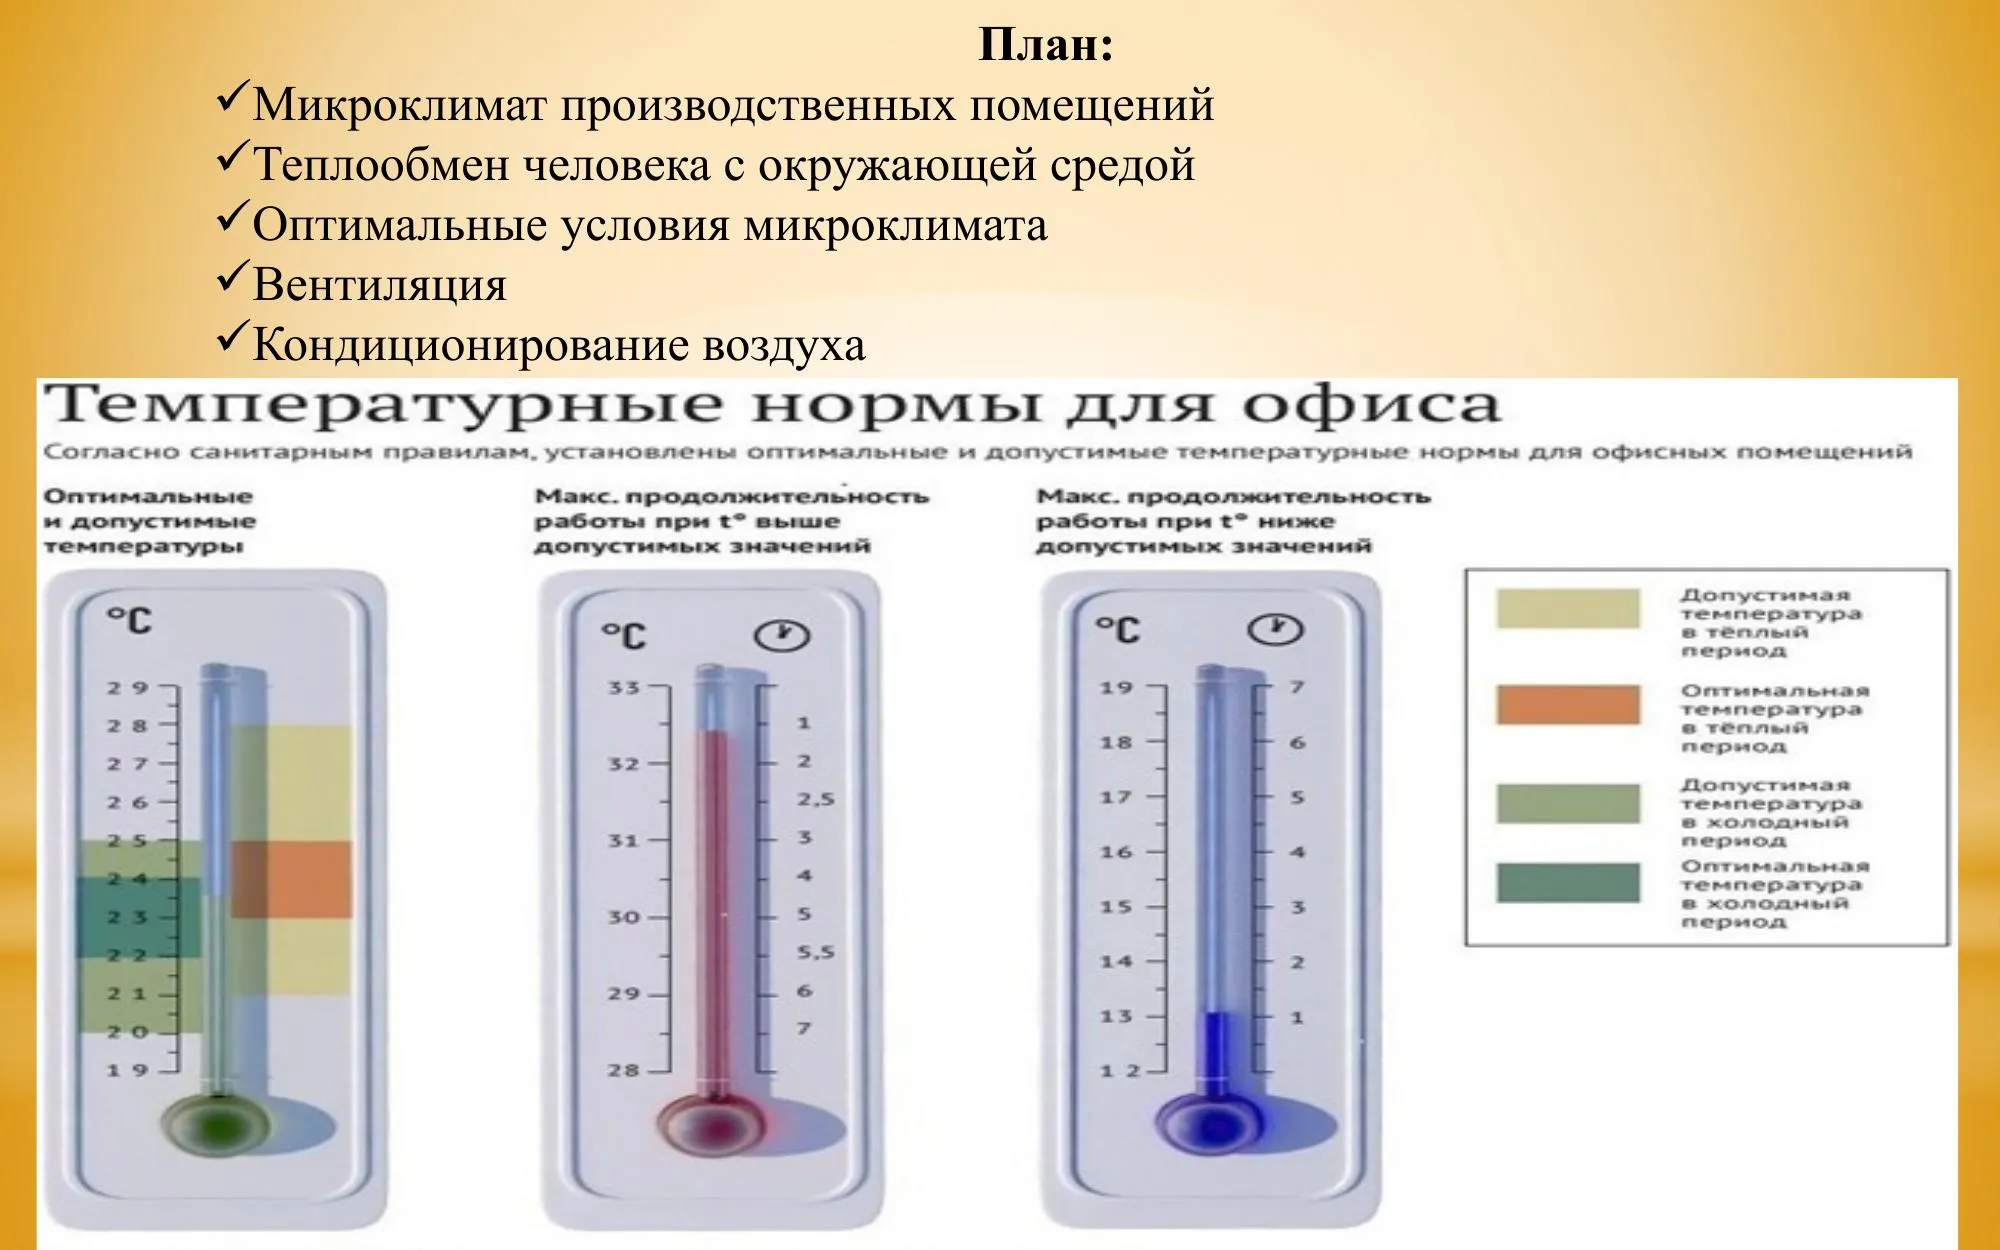 План:
✓Микроклимат производственных помещений
✓Теплообмен человека с окружающей средой
✓Оптимальные условия микроклимата
✓Вентиляция
✓Кондиционирование воздуха
Температурные нормы для офиса
Согласно санитарным правилам, установлены оптимальные и допустимые температурные нормы для офисных помещений
Оптимальные
и допустимые
температуры
°C
29
28
27
26
25
24
23
22
21
20
19
Макс. продолжительность
работы при t° выше
допустимых значений
°C
33
1
32 2
2,5
31 3
4
30 5
5,5
29 6
7
28
Макс. продолжительность
работы при t° ниже
допустимых значений
°C
19 7
18 6
17 5
16 4
15 3
14 2
13 1
12
Допустимая
температура
в тёплый
период
Оптимальная
температура
в тёплый
период
Допустимая
температура
в холодный
период
Оптимальная
температура
в холодный
период